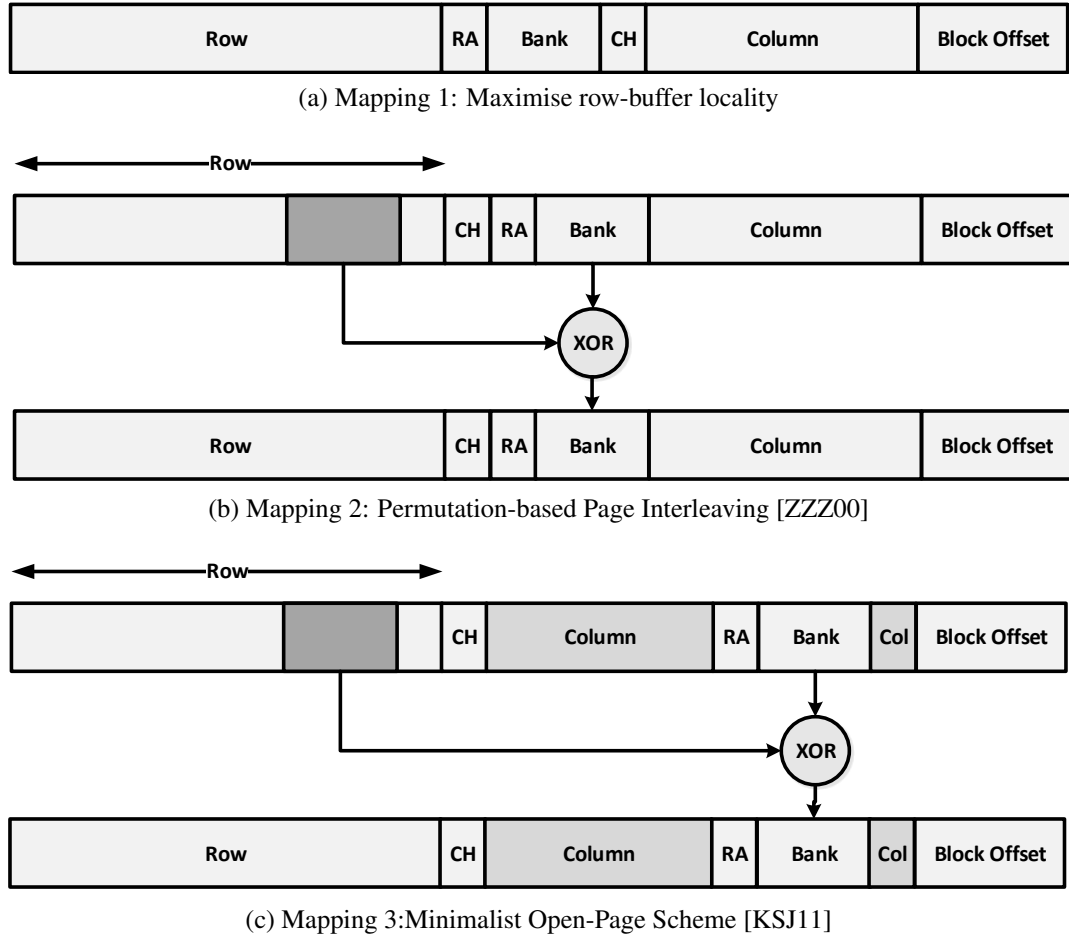 Row RA Bank CH Column Block Offset
(a) Mapping 1: Maximise row-buffer locality
Row
CH RA Bank Column Block Offset
XOR
Row CH RA Bank Column Block Offset
(b) Mapping 2: Permutation-based Page Interleaving [ZZZ00]
Row
CH Column RA Bank Col Block Offset
XOR
Row CH Column RA Bank Col Block Offset
(c) Mapping 3:Minimalist Open-Page Scheme [KSJ11]